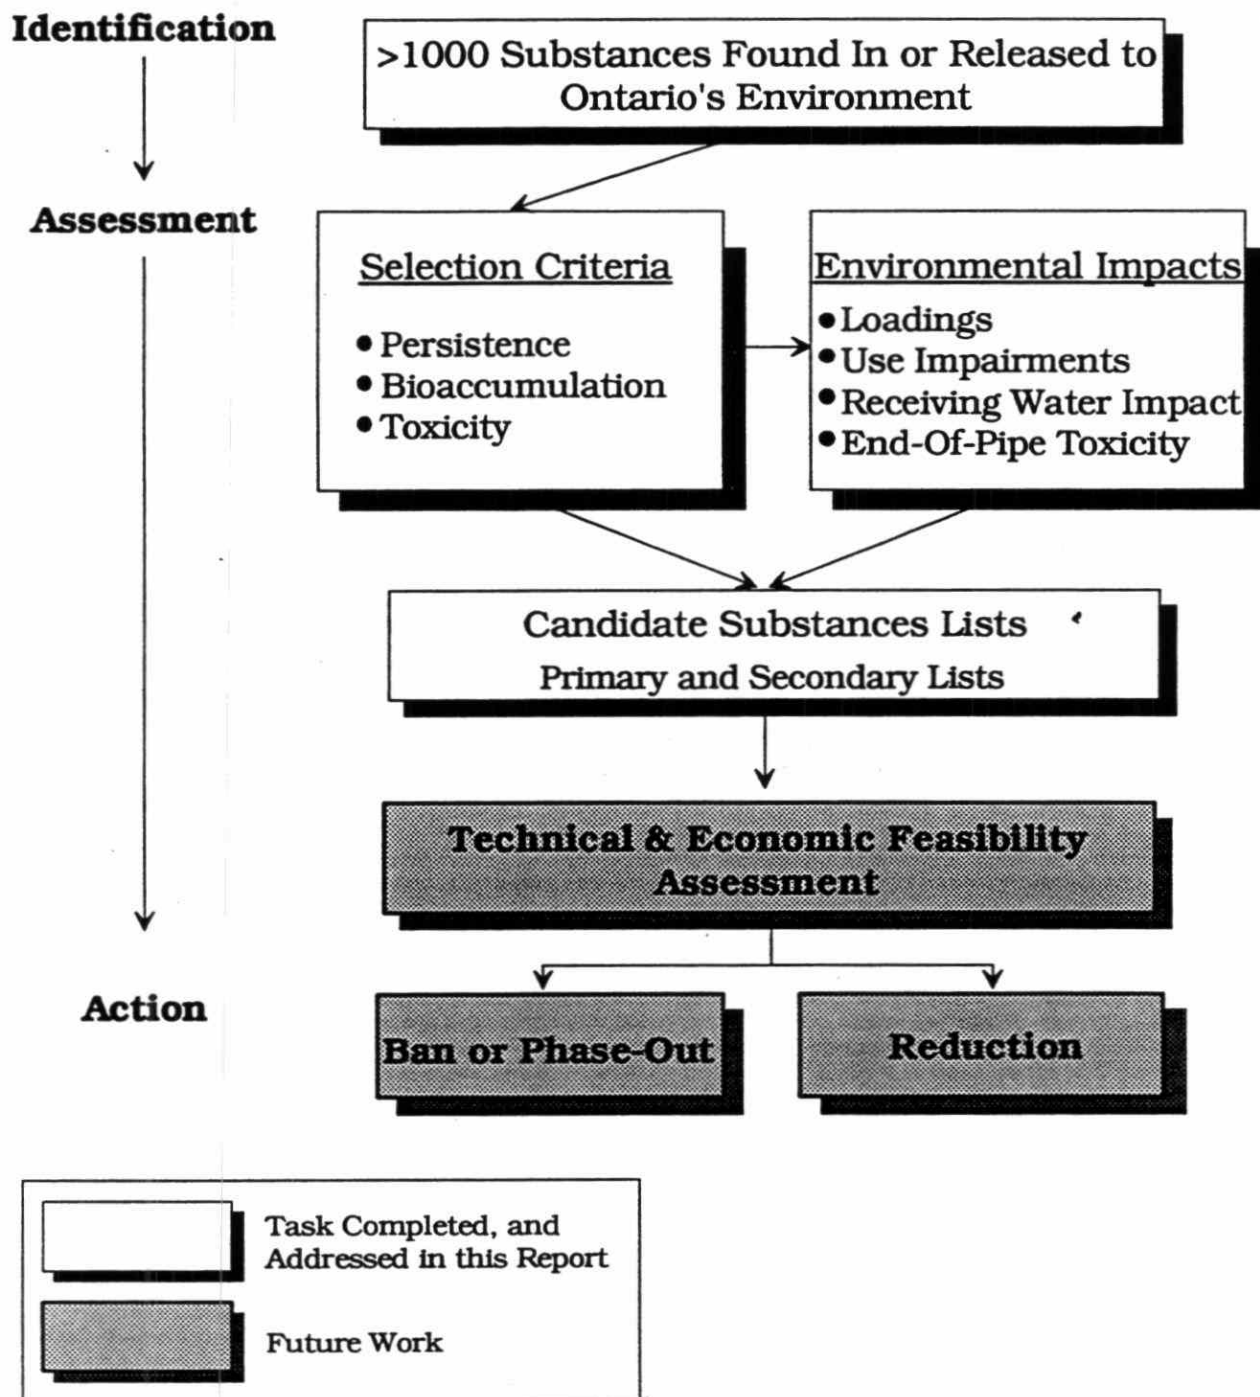 Identification
>1000 Substances Found In or Released to
Ontario's Environment
Assessment
Selection Criteria
• Persistence
• Bioaccumulation
• Toxicity
Environmental Impacts
• Loadings
• Use Impairments
• Receiving Water Impact
• End-Of-Pipe Toxicity
Candidate Substances Lists
Primary and Secondary Lists
Technical & Economic Feasibility
Assessment
Action
Ban or Phase-Out
Reduction
Task Completed, and
Addressed in this Report
Future Work